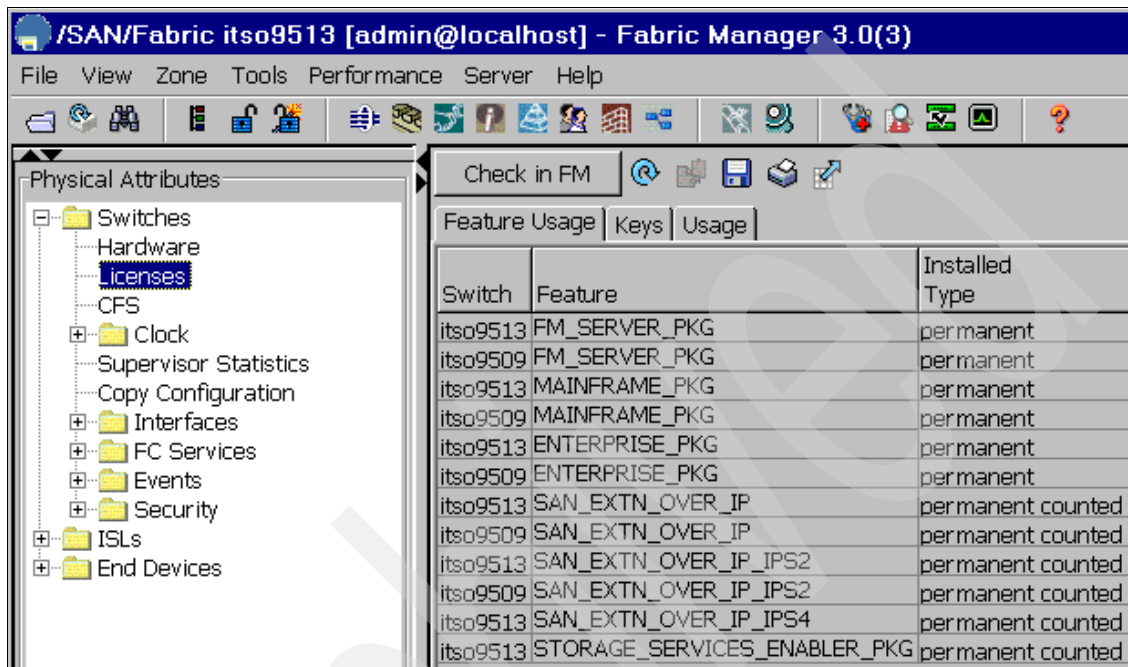 /SAN/Fabric itso9513 [admin@localhost] - Fabric Manager 3.0(3)
File View Zone Tools Performance Server Help
Physical Attributes
Switches
Hardware
Licenses
CFS
Clock
Supervisor Statistics
Copy Configuration
Interfaces
FC Services
Events
Security
ISLs
End Devices
Check in FM
Feature Usage Keys Usage
Switch Feature Installed Type
itso9513 FM_SERVER_PKG permanent
itso9509 FM_SERVER_PKG permanent
itso9513 MAINFRAME_PKG permanent
itso9509 MAINFRAME_PKG permanent
itso9513 ENTERPRISE_PKG permanent
itso9509 ENTERPRISE_PKG permanent
itso9513 SAN_EXTN_OVER_IP permanent counted
itso9509 SAN_EXTN_OVER_IP permanent counted
itso9513 SAN_EXTN_OVER_IP_IPS2 permanent counted
itso9509 SAN_EXTN_OVER_IP_IPS2 permanent counted
itso9513 SAN_EXTN_OVER_IP_IPS4 permanent counted
itso9513 STORAGE_SERVICES_ENABLER_PKG permanent counted